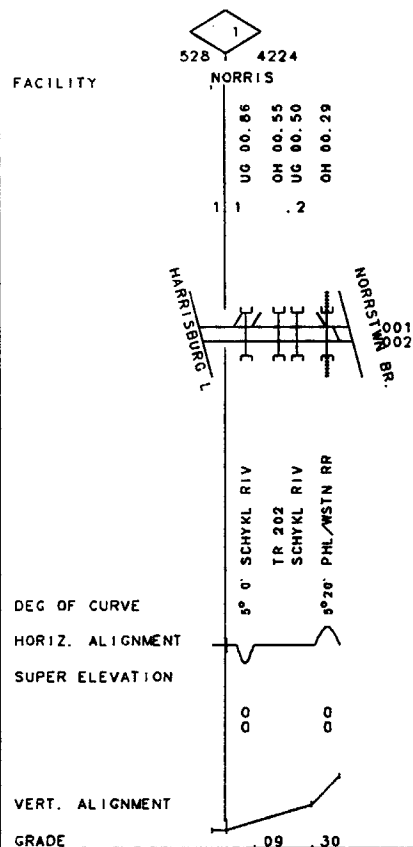 1
528 4224
FACILITY NORRIS
UG 00.86
OH 00.55
UG 00.50
OH 00.29
1 1 .2
HARRISBURG L
NORRSTWN BR.
001
002
5° 0' SCHYKL RIV
TR 202
SCHYKL RIV
5°20' PHL/WSTN RR
DEG OF CURVE
HORIZ. ALIGNMENT
SUPER ELEVATION
0 0
0 0
VERT. ALIGNMENT
GRADE .09 .30